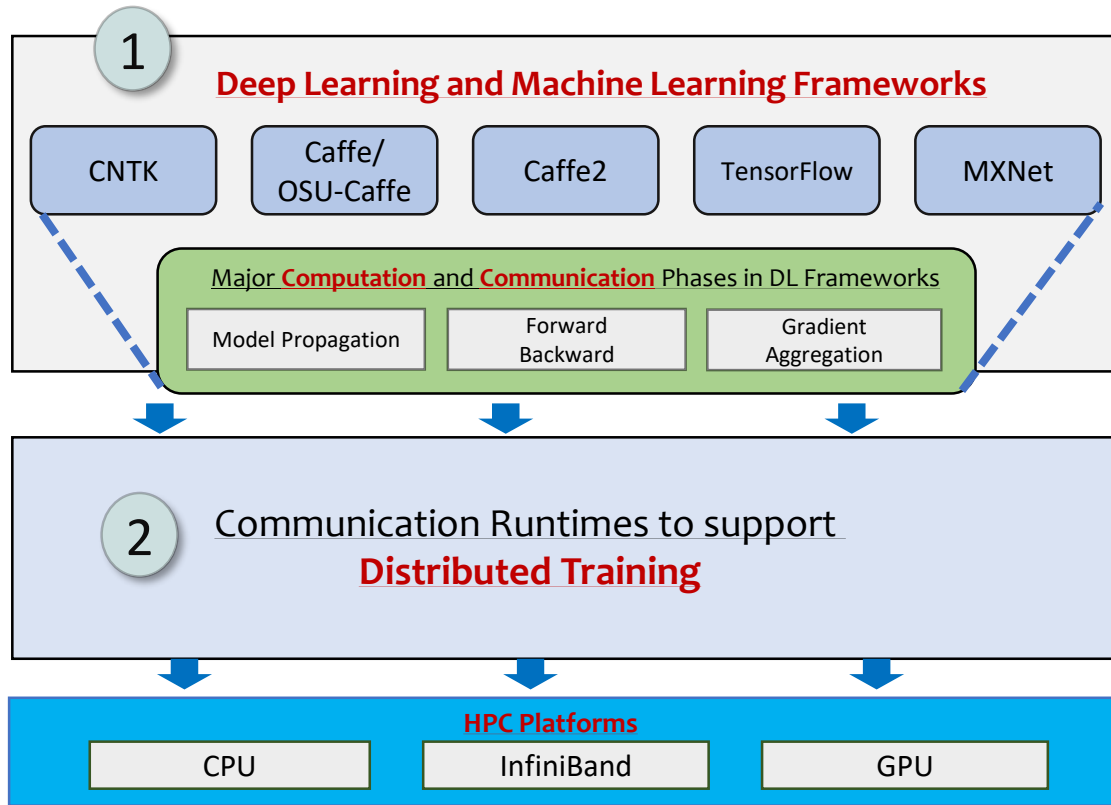 1
Deep Learning and Machine Learning Frameworks
CNTK
Caffe/
OSU-Caffe
Caffe2
TensorFlow
MXNet
Major Computation and Communication Phases in DL Frameworks
Model Propagation
Forward
Backward
Gradient
Aggregation
2
Communication Runtimes to support
Distributed Training
HPC Platforms
CPU
InfiniBand
GPU